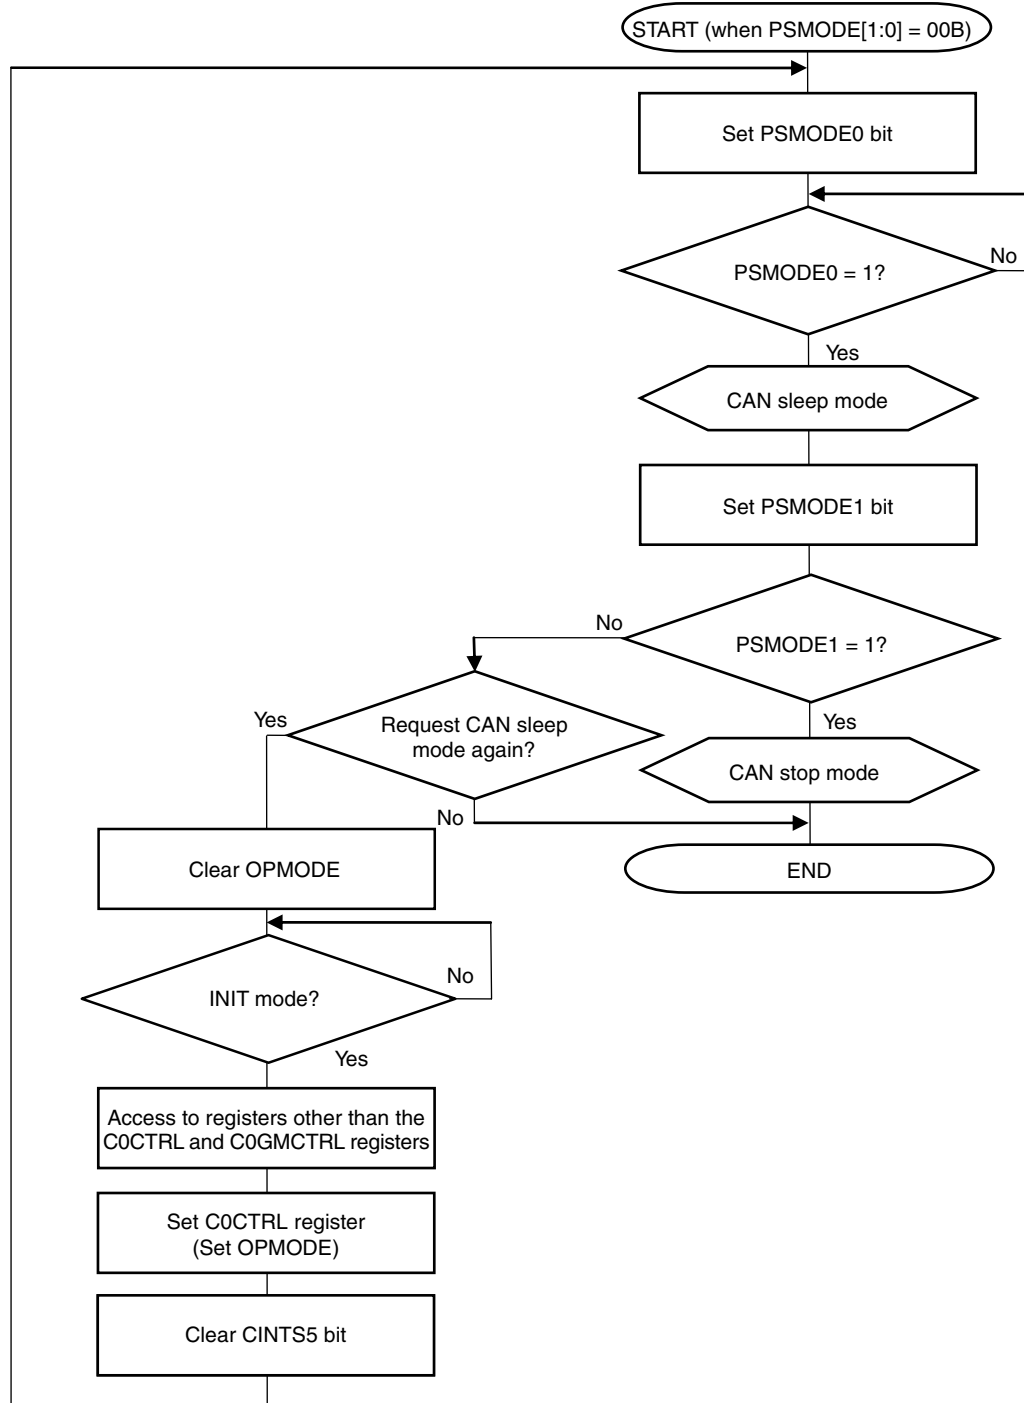 START (when PSMODE[1:0] = 00B)
Set PSMODE0 bit
PSMODE0 = 1?
No
Yes
CAN sleep mode
Set PSMODE1 bit
No
PSMODE1 = 1?
Yes
Request CAN sleep
mode again?
Yes
CAN stop mode
No
Clear OPMODE
END
No
INIT mode?
Yes
Access to registers other than the
C0CTRL and C0GMCTRL registers
Set C0CTRL register
(Set OPMODE)
Clear CINTS5 bit